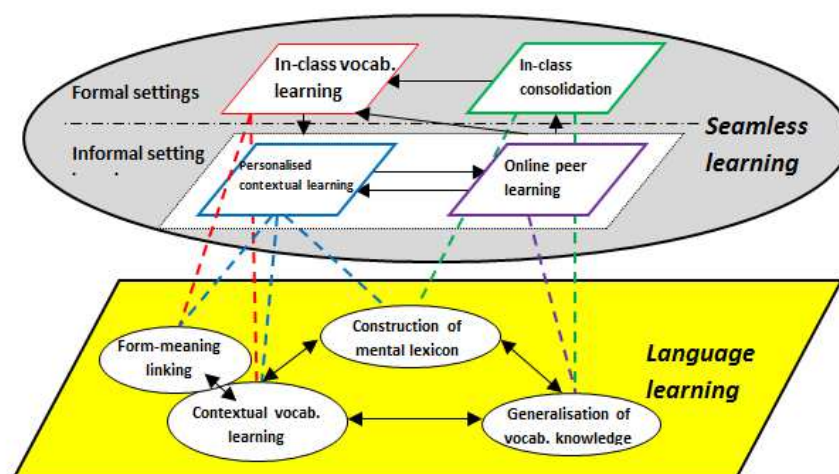 In-class vocab.
learning
In-class
consolidation
Formal settings
Seamless
learning
Informal setting
Personalised
contextual learning
Online peer
learning
Construction of
mental lexicon
Form-meaning
linking
Language
learning
Contextual vocab.
learning
Generalisation of
vocab. knowledge